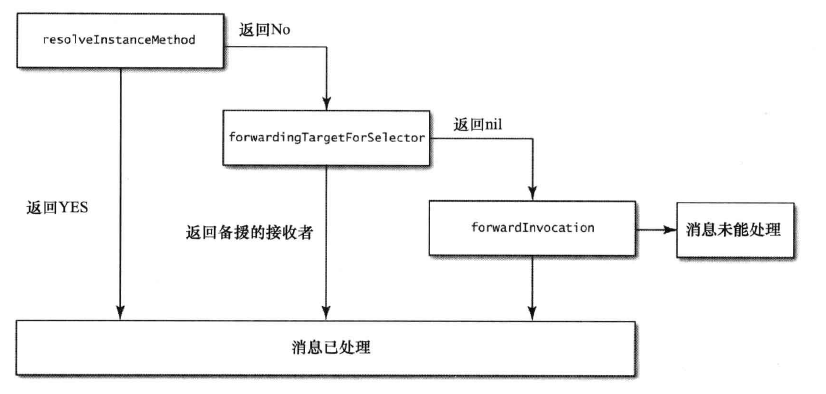 resolveInstanceMethod
返回No
forwardingTargetForSelector
返回nil
返回YES
返回备援的接收者
forwardInvocation
消息未能处理
消息已处理